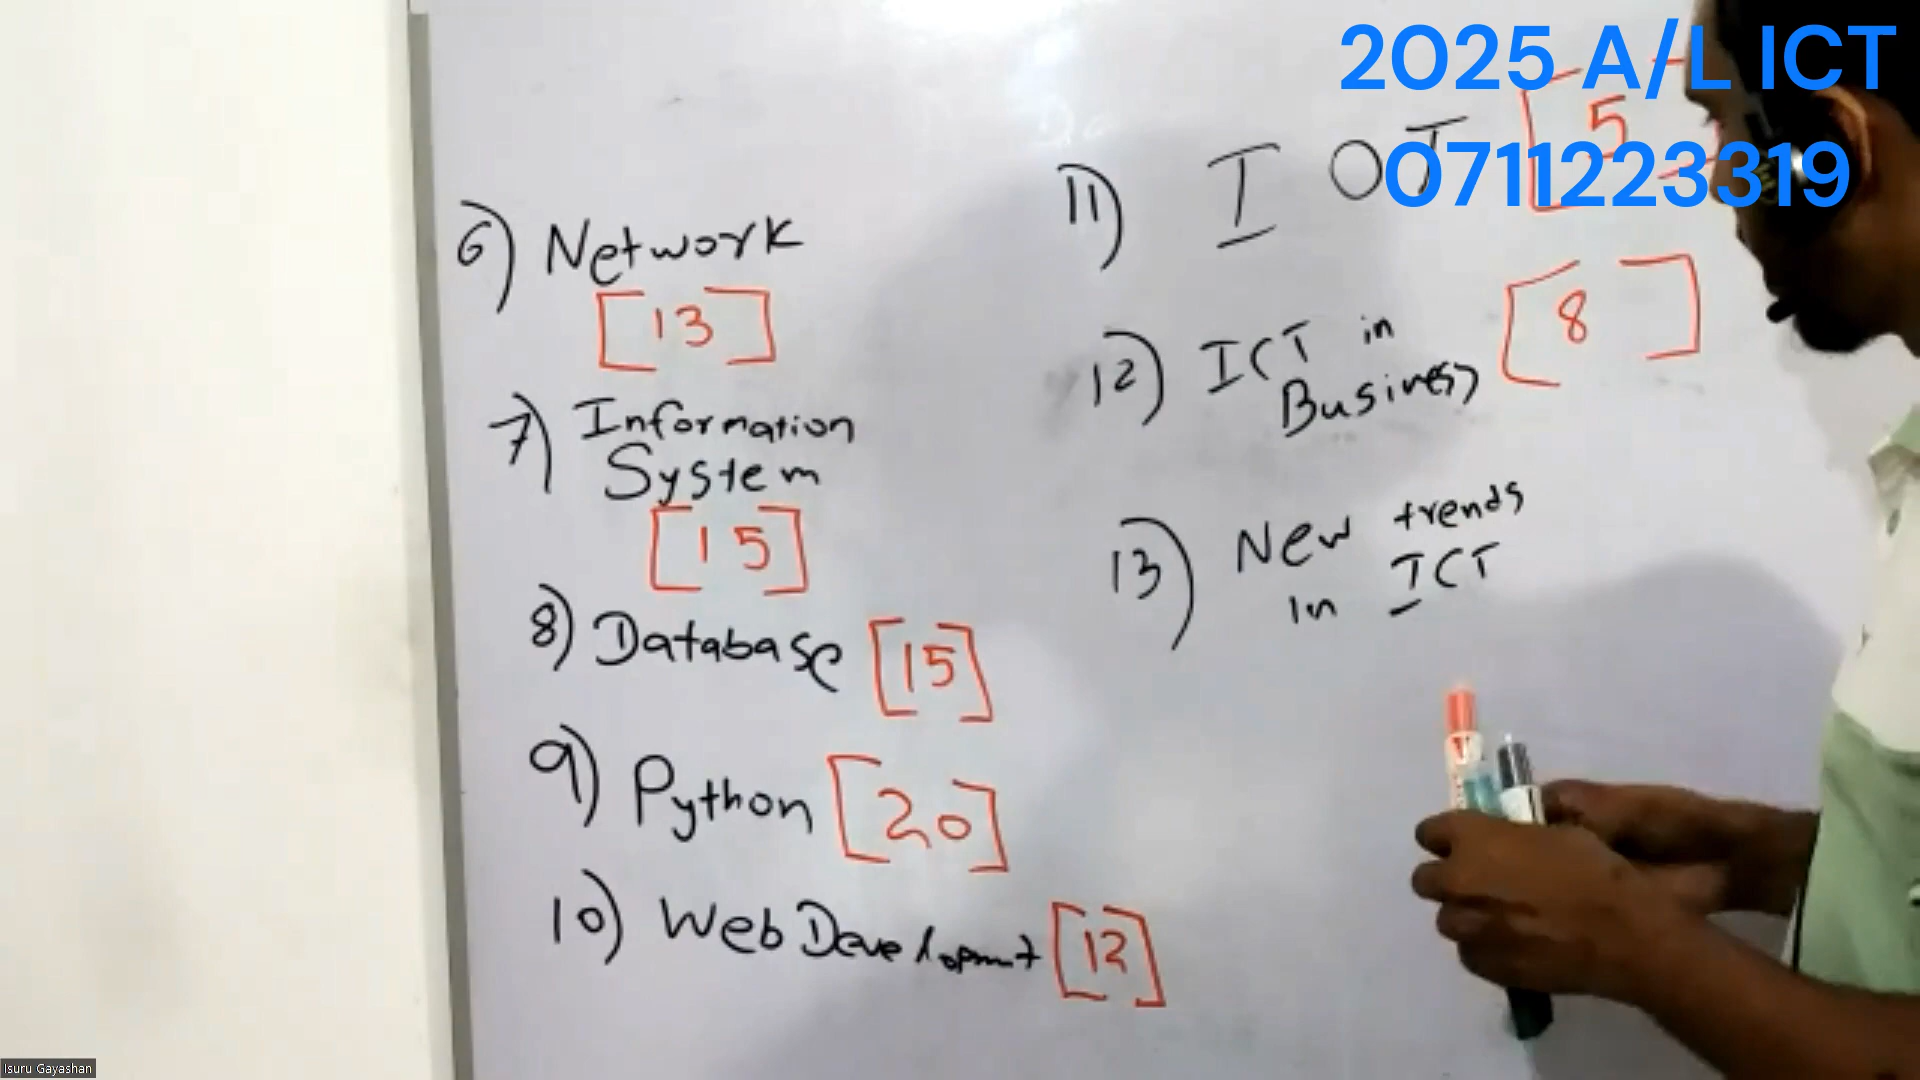 2025 A/L ICT
0711223319
6) Network
[13]
7) Information
System
[15]
8) Database [15]
9) Python [20]
10) Web Development [12]
11) IOT [5
12) ICT in
Business [8]
13) New trends
in ICT
Isuru Gayashan